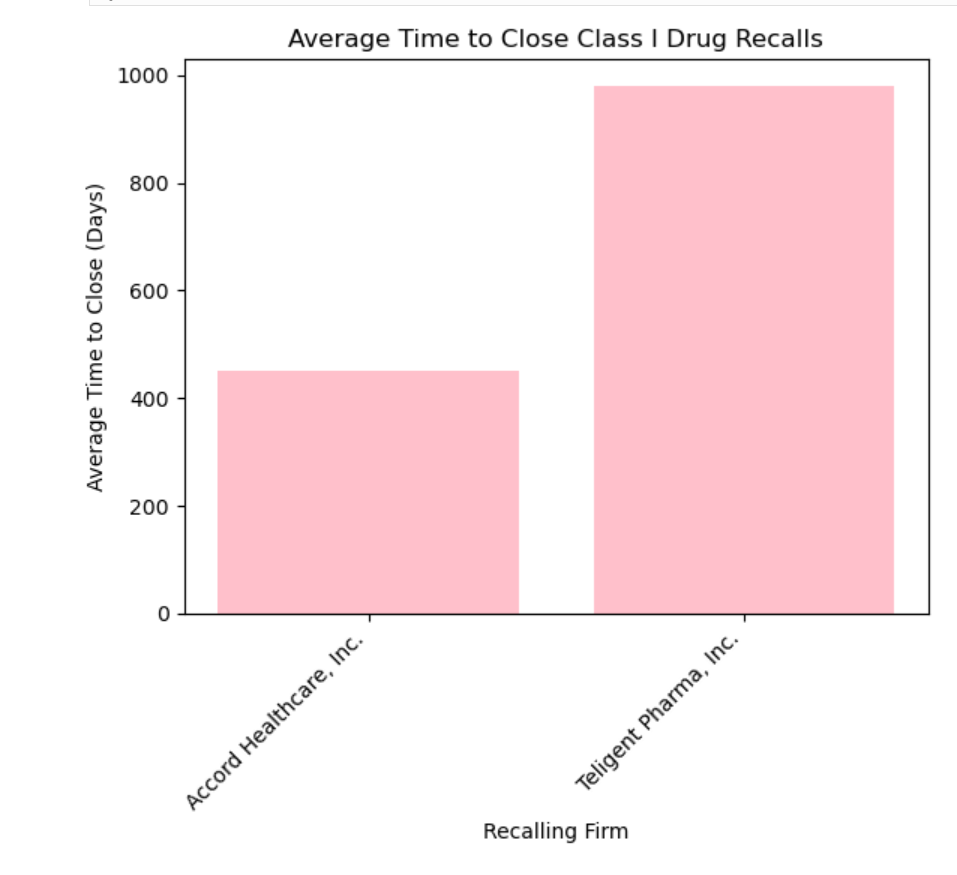 Average Time to Close Class I Drug Recalls
1000
800
600
400
200
0
Average Time to Close (Days)
Accord Healthcare, Inc.
Teligent Pharma, Inc.
Recalling Firm